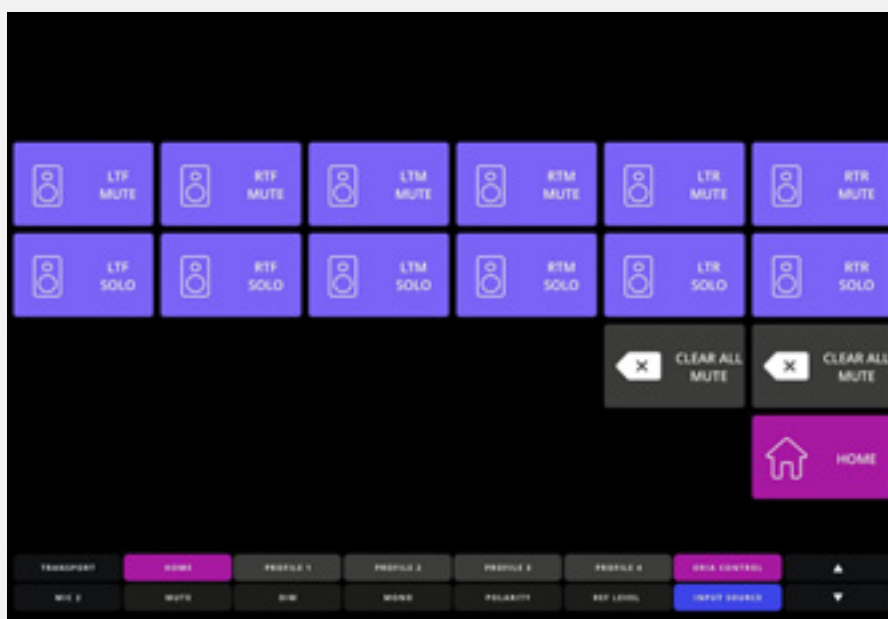 LTF
MUTE
RTF
MUTE
LTM
MUTE
RTM
MUTE
LTR
MUTE
RTR
MUTE
LTF
SOLO
RTF
SOLO
LTM
SOLO
RTM
SOLO
LTR
SOLO
RTR
SOLO
CLEAR ALL
MUTE
CLEAR ALL
MUTE
HOME
TRANSPORT HOME PROFILE 1 PROFILE 2 PROFILE 3 PROFILE 4 ORIA CONTROL
MIC 2 MUTE DIM MONO POLARITY REF LEVEL INPUT SOURCE